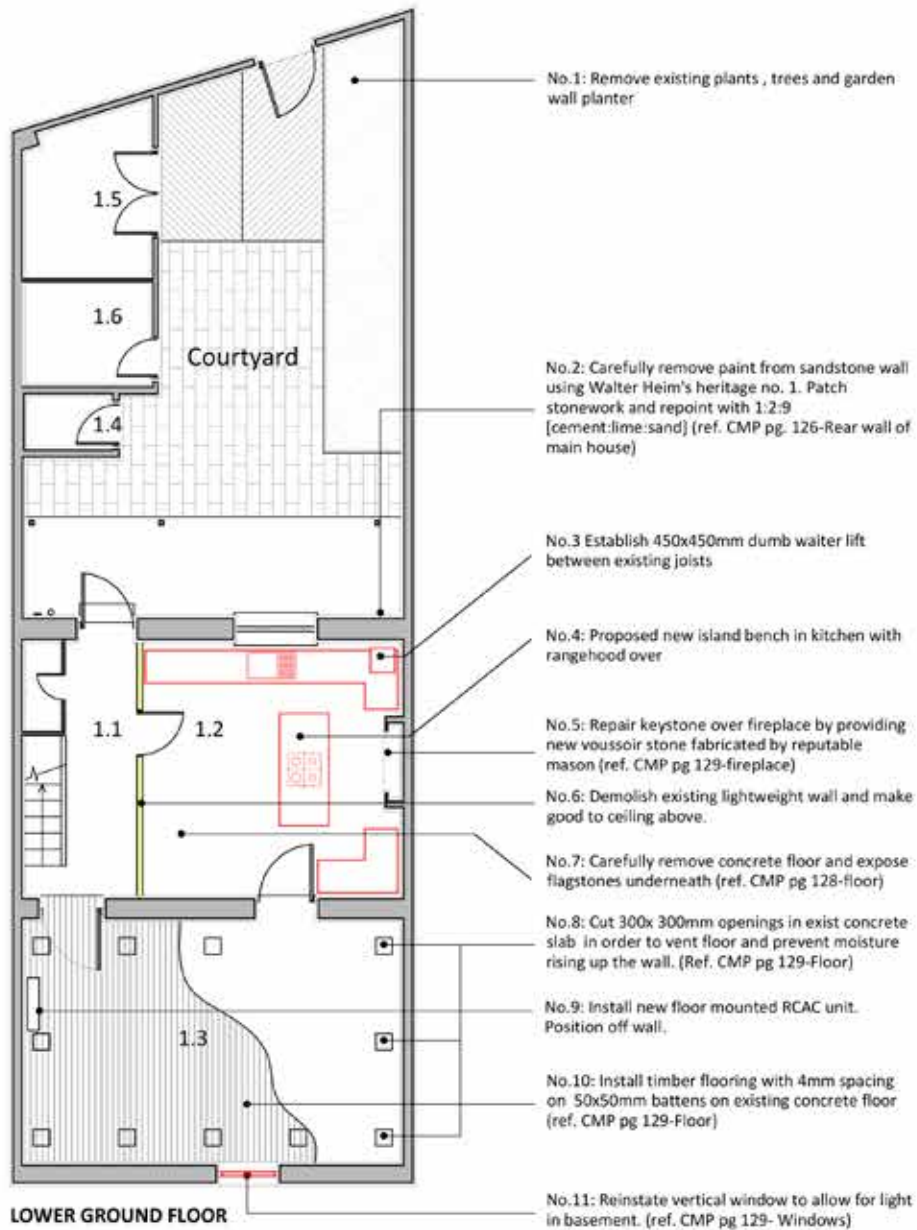 No.1: Remove existing plants , trees and garden
wall planter
1.5
1.6
Courtyard
1.4
No.2: Carefully remove paint from sandstone wall
using Walter Heim's heritage no. 1. Patch
stonework and repoint with 1:2:9
[cement:lime:sand] (ref. CMP pg. 126-Rear wall of
main house)
No.3 Establish 450x450mm dumb waiter lift
between existing joists
No.4: Proposed new island bench in kitchen with
rangehood over
1.1
1.2
No.5: Repair keystone over fireplace by providing
new voussoir stone fabricated by reputable
mason (ref. CMP pg 129-fireplace)
No.6: Demolish existing lightweight wall and make
good to ceiling above.
No.7: Carefully remove concrete floor and expose
flagstones underneath (ref. CMP pg 128-floor)
No.8: Cut 300x 300mm openings in exist concrete
slab in order to vent floor and prevent moisture
rising up the wall. (Ref. CMP pg 129-Floor)
No.9: Install new floor mounted RCAC unit.
Position off wall.
1.3
No.10: Install timber flooring with 4mm spacing
on 50x50mm battens on existing concrete floor
(ref. CMP pg 129-Floor)
No.11: Reinstate vertical window to allow for light
in basement. (ref. CMP pg 129- Windows)
LOWER GROUND FLOOR